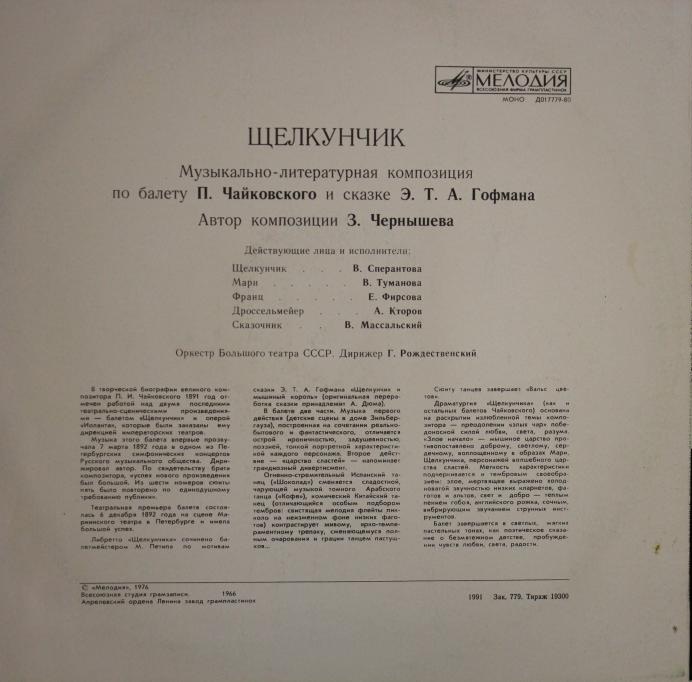 МИНИСТЕРСТВО КУЛЬТУРЫ СССР
МЕЛОДИЯ
ВСЕСОЮЗНАЯ ФИРМА ГРАМПЛАСТИНОК
МОНО Д017779-80
ЩЕЛКУНЧИК
Музыкально-литературная композиция
по балету П. Чайковского и сказке Э. Т. А. Гофмана
Автор композиции З. Чернышева
Действующие лица и исполнители:
Щелкунчик . . . В. Сперантова
Мари . . . . . В. Туманова
Франц . . . . . Е. Фирсова
Дроссельмейер . . А. Кторов
Сказочник . . В. Массальский
Оркестр Большого театра СССР. Дирижер Г. Рождественский
В творческой биографии великого ком-
позитора П. И. Чайковского 1891 год от-
мечен работой над двумя последними
театрально-сценическими произведения-
ми — балетом «Щелкунчик» и оперой
«Иоланта», которые были заказаны ему
дирекцией императорских театров.
Музыка этого балета впервые прозву-
чала 7 марта 1892 года в одном из Пе-
тербургских симфонических концертов
Русского музыкального общества. Дири-
жировал автор. По свидетельству брата
композитора, «успех нового произведения
был большой. Из шести номеров сюиты
пять было повторено по единодушному
требованию публики».
Театральная премьера балета состоя-
лась 6 декабря 1892 года на сцене Ма-
риинского театра в Петербурге и имела
большой успех.
Либретто «Щелкунчика» сочинено ба-
летмейстером М. Петипа по мотивам
сказки Э. Т. А. Гофмана «Щелкунчик и
мышиный король» (оригинальная перера-
ботка сказки принадлежит А. Дюма).
В балете две части. Музыка первого
действия (детские сцены в доме Зильбер-
гауза), построенная на сочетании реально-
бытового и фантастического, отличается
острой ироничностью, задушевностью,
поэзией, тонкой портретной характеристи-
кой каждого персонажа. Второе дейст-
вие — «царство сластей» — напоминает
грандиозный дивертисмент.
Огненно-стремительный Испанский та-
нец («Шоколад») сменяется сладостной,
чарующей музыкой томного Арабского
танца («Кофе»), комический Китайский та-
нец (отличающийся особым подбором
тембров: свистящая мелодия флейты пик-
коло на неизменном фоне низких фаго-
тов) контрастирует живому, ярко-темпе-
раментному трепаку, сменяющемуся пол-
ным очарования и грации танцем пастуш-
ков...
Сюиту танцев завершает «Вальс цве-
тов».
Драматургия «Щелкунчика» (как и
остальных балетов Чайковского) основана
на раскрытии излюбленной темы компо-
зитора — преодолении «злых чар» побе-
доносной силой любви, света, разума.
«Злое начало» — мышиное царство про-
тивопоставлено доброму, светлому, сер-
дечному, воплощенному в образах Мари,
Щелкунчика, персонажей волшебного цар-
ства сластей. Меткость характеристики
подчеркивается и тембровым своеобра-
зием: злое, мертвящее выражено холод-
новатой звучностью низких кларнетов, фа-
готов и альтов, свет и добро — теплым
пением гобоя, английского рожка, сочным,
вибрирующим звучанием струнных инст-
рументов.
Балет завершается в светлых, мягких
пастельных тонах, как поэтическое сказа-
ние о безмятежном детстве, пробужде-
нии чувств любви, света, радости.
© «Мелодия», 1976
Всесоюзная студия грамзаписи. 1966
Апрелевский ордена Ленина завод грампластинок
1991 Зак. 779. Тираж 19300